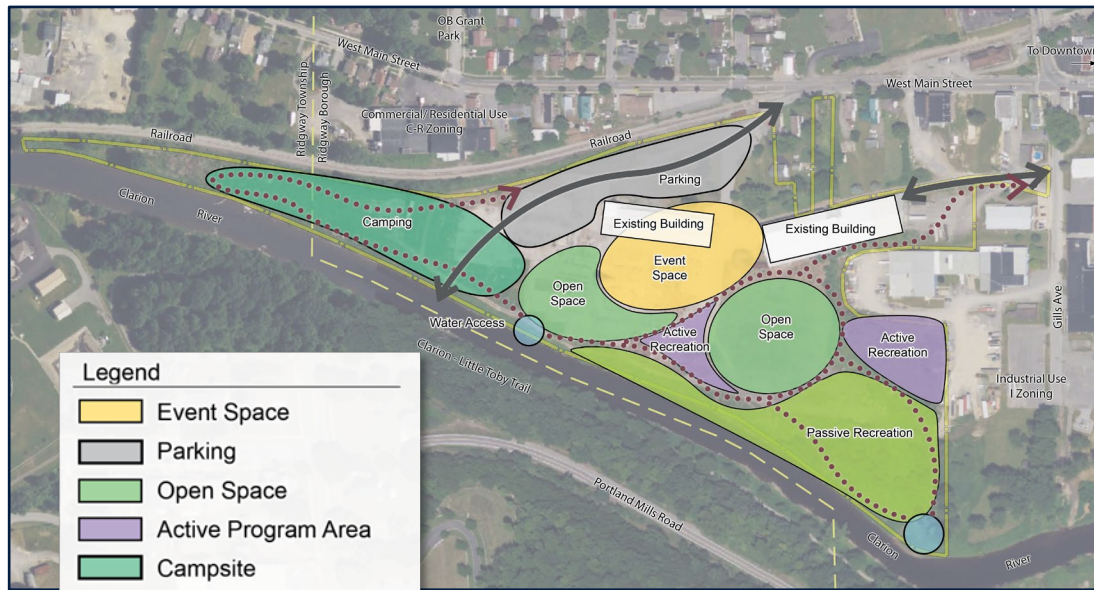 OB Grant
Park
To Downtown
West Main Street
West Main Street
Ridgway Township
Ridgway Borough
Commercial/ Residential Use
C-R Zoning
Railroad
Railroad
Parking
Clarion
River
Camping
Existing Building
Existing Building
Event
Space
Open
Space
Open
Space
Water Access
Active
Recreation
Active
Recreation
Gills Ave
Clarion - Little Toby Trail
Industrial Use
I Zoning
Passive Recreation
Portland Mills Road
Clarion
River
Legend
Event Space
Parking
Open Space
Active Program Area
Campsite